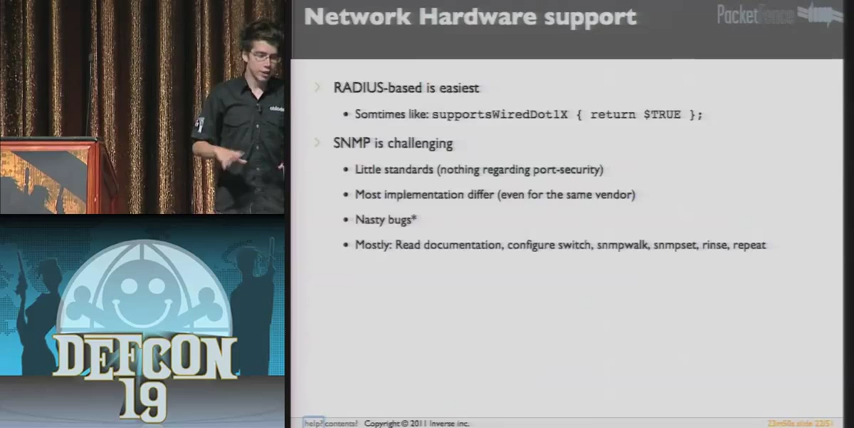 Network Hardware support
PacketFence
RADIUS-based is easiest
Somtimes like: supportsWiredDot1X { return $TRUE };
SNMP is challenging
Little standards (nothing regarding port-security)
Most implementation differ (even for the same vendor)
Nasty bugs*
Mostly: Read documentation, configure switch, snmpwalk, snmpset, rinse, repeat
DEFCON
19
help? contents? Copyright © 2011 Inverse inc.